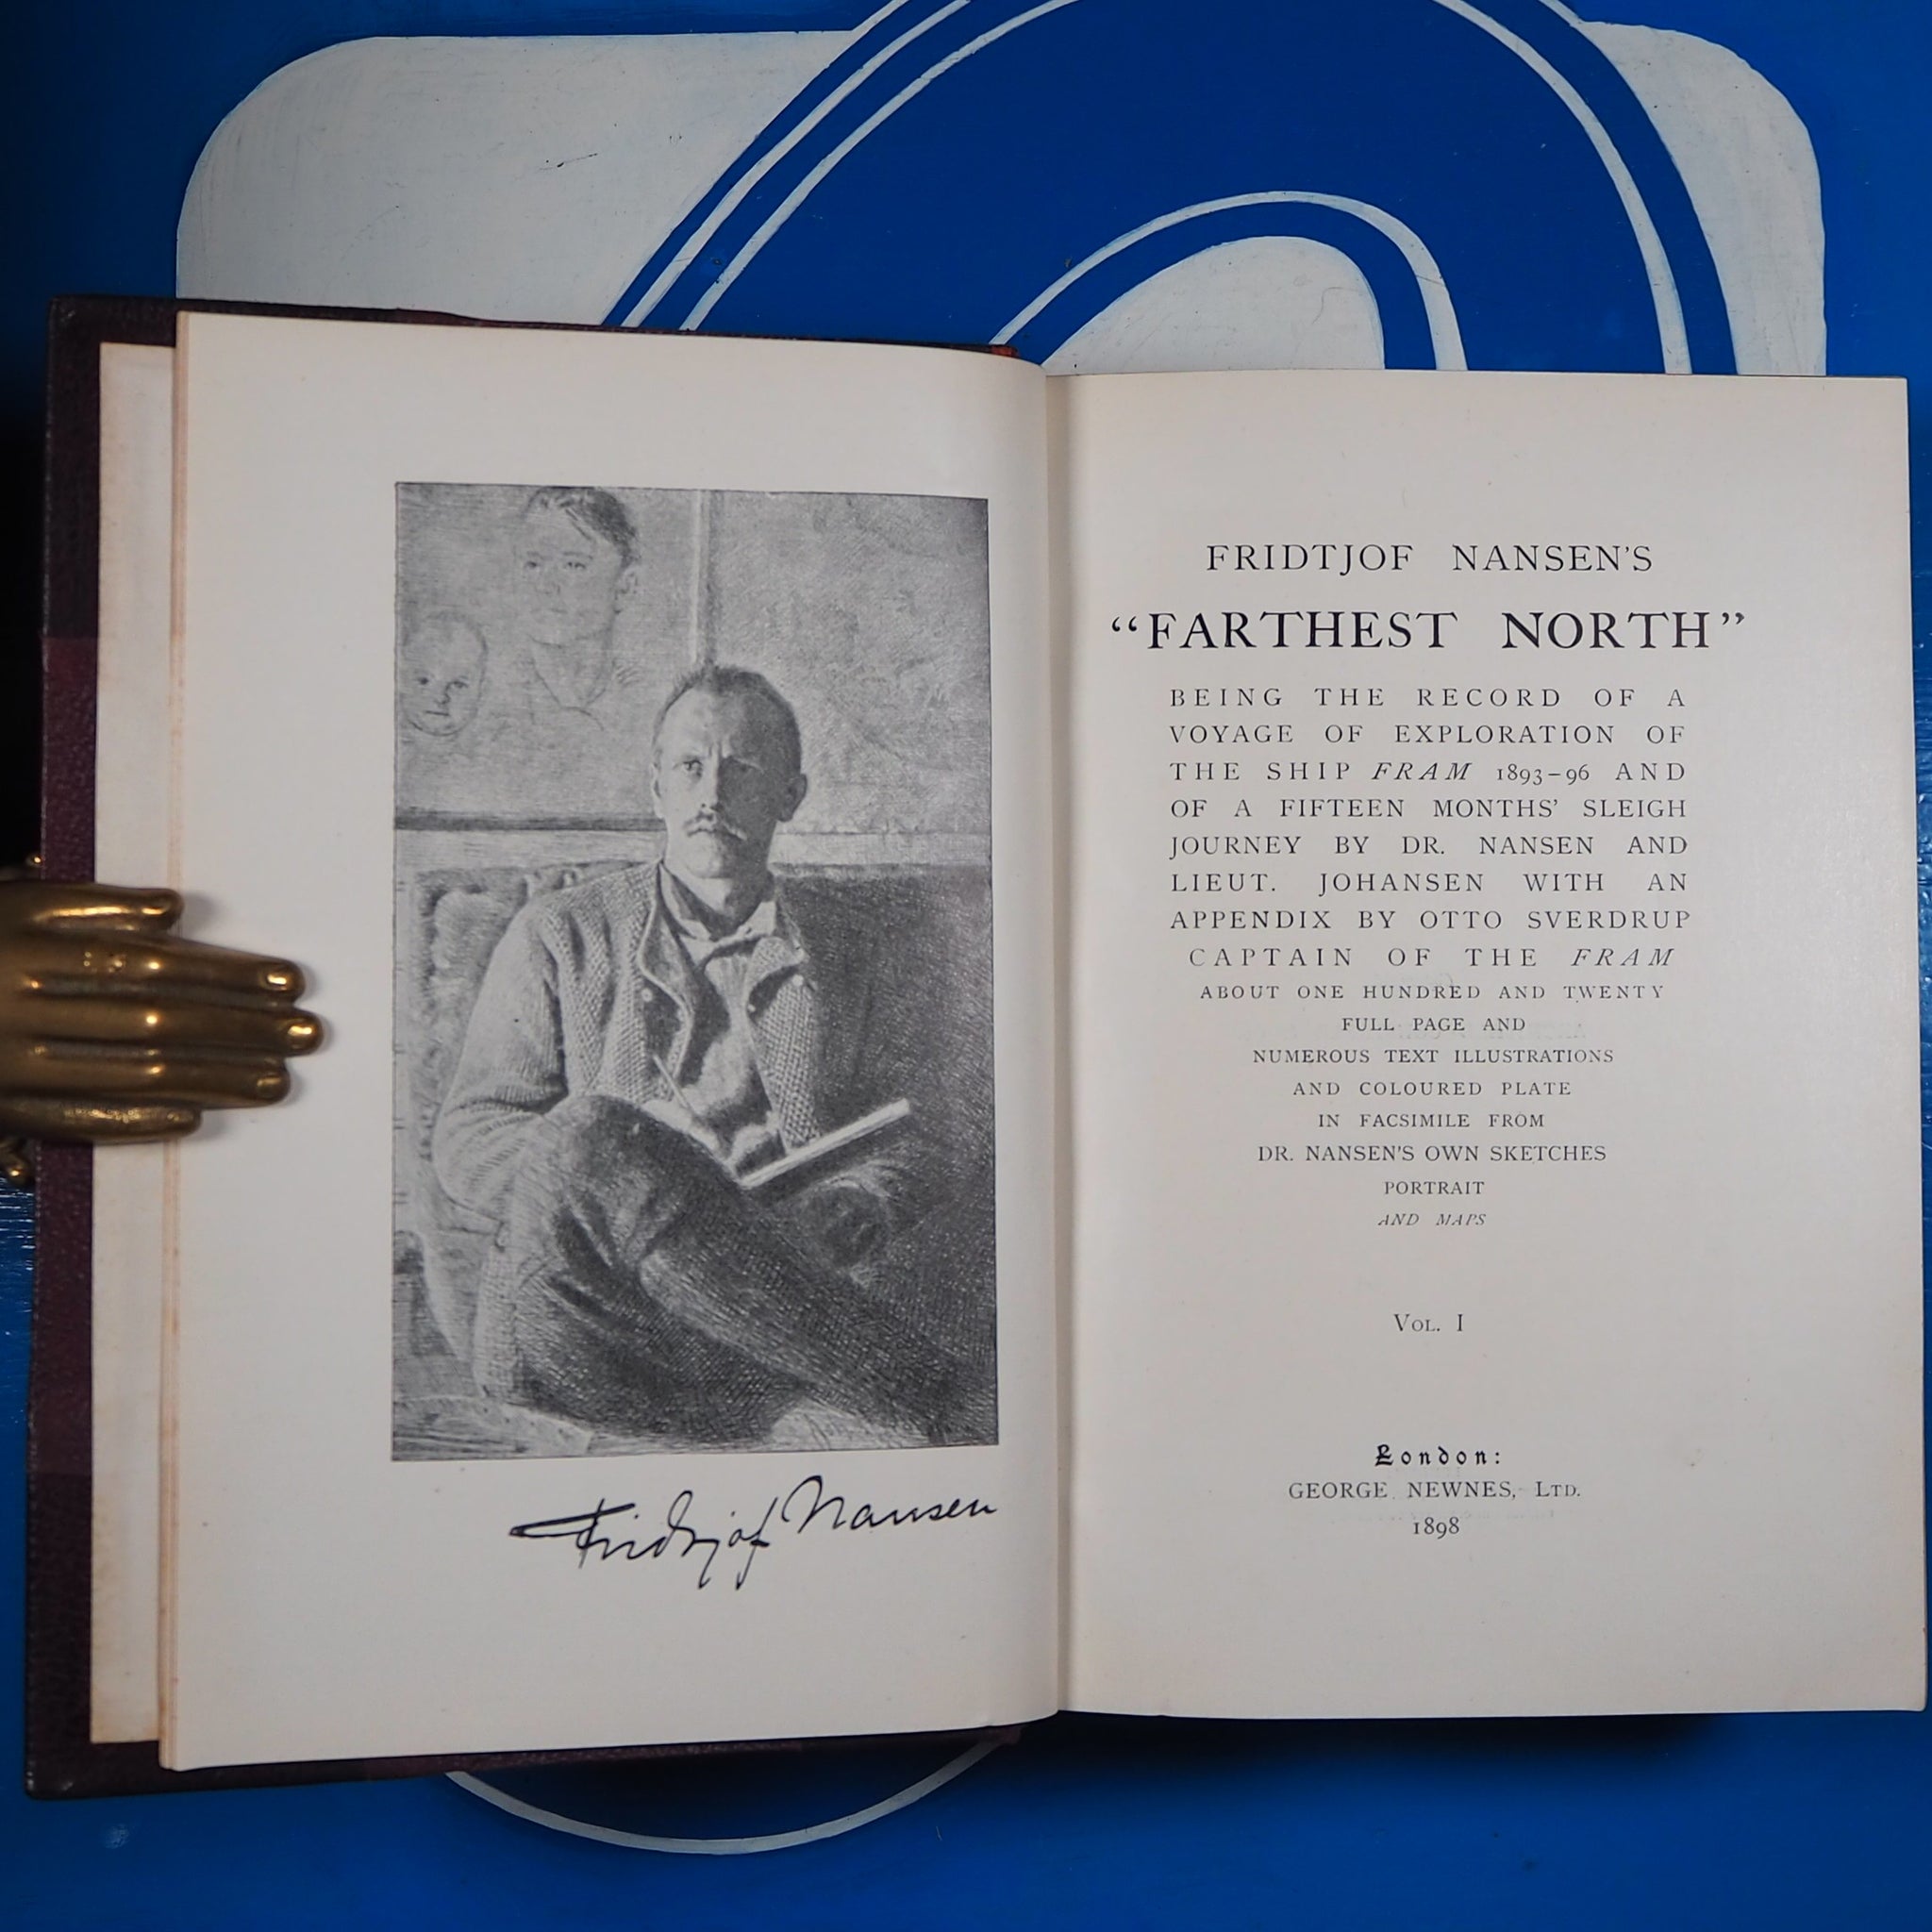 Fridtjof Nansen
FRIDTJOF NANSEN'S
“FARTHEST NORTH”
BEING THE RECORD OF A
VOYAGE OF EXPLORATION OF
THE SHIP FRAM 1893–96 AND
OF A FIFTEEN MONTHS' SLEIGH
JOURNEY BY DR. NANSEN AND
LIEUT. JOHANSEN WITH AN
APPENDIX BY OTTO SVERDRUP
CAPTAIN OF THE FRAM
ABOUT ONE HUNDRED AND TWENTY
FULL PAGE AND
NUMEROUS TEXT ILLUSTRATIONS
AND COLOURED PLATE
IN FACSIMILE FROM
DR. NANSEN'S OWN SKETCHES
PORTRAIT
AND MAPS
VOL. I
London:
GEORGE NEWNES, LTD.
1898